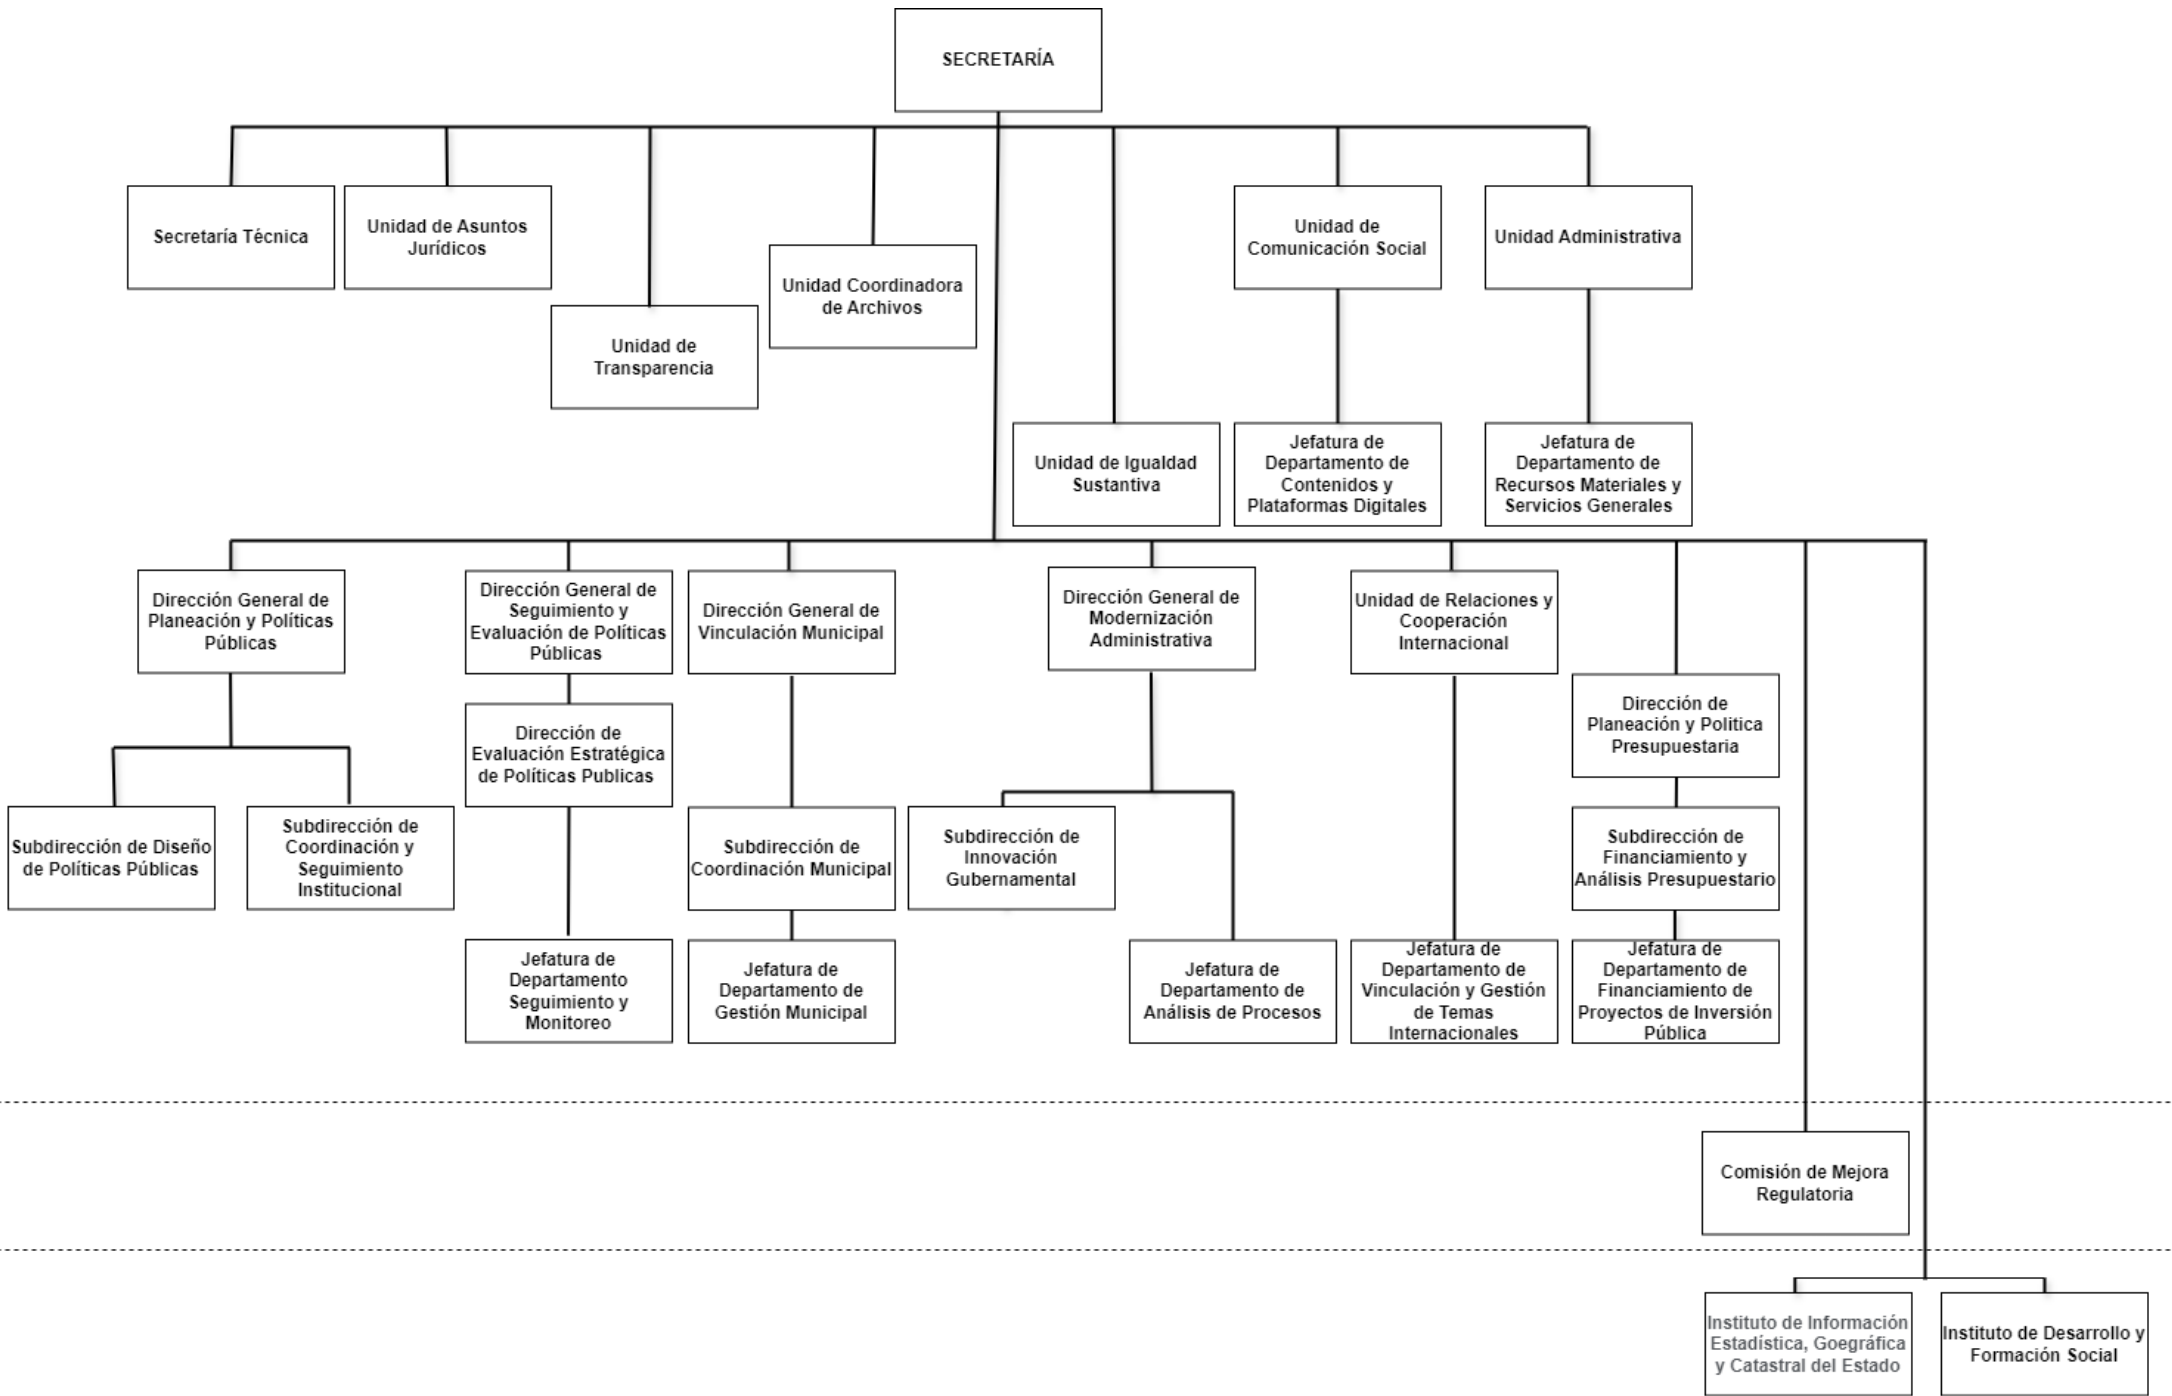 SECRETARÍA
Secretaría Técnica
Unidad de Asuntos
Jurídicos
Unidad de
Transparencia
Unidad Coordinadora
de Archivos
Unidad de Igualdad
Sustantiva
Unidad de
Comunicación Social
Unidad Administrativa
Jefatura de
Departamento de
Contenidos y
Plataformas Digitales
Jefatura de
Departamento de
Recursos Materiales y
Servicios Generales
Dirección General de
Planeación y Políticas
Públicas
Dirección General de
Seguimiento y
Evaluación de Políticas
Públicas
Dirección General de
Vinculación Municipal
Dirección General de
Modernización
Administrativa
Unidad de Relaciones y
Cooperación
Internacional
Dirección de
Planeación y Politica
Presupuestaria
Dirección de
Evaluación Estratégica
de Políticas Publicas
Subdirección de Diseño
de Políticas Públicas
Subdirección de
Coordinación y
Seguimiento
Institucional
Subdirección de
Coordinación Municipal
Subdirección de
Innovación
Gubernamental
Subdirección de
Financiamiento y
Análisis Presupuestario
Jefatura de
Departamento
Seguimiento y
Monitoreo
Jefatura de
Departamento de
Gestión Municipal
Jefatura de
Departamento de
Análisis de Procesos
Jefatura de
Departamento de
Vinculación y Gestión
de Temas
Internacionales
Jefatura de
Departamento de
Financiamiento de
Proyectos de Inversión
Pública
Comisión de Mejora
Regulatoria
Instituto de Información
Estadística, Goegráfica
y Catastral del Estado
Instituto de Desarrollo y
Formación Social